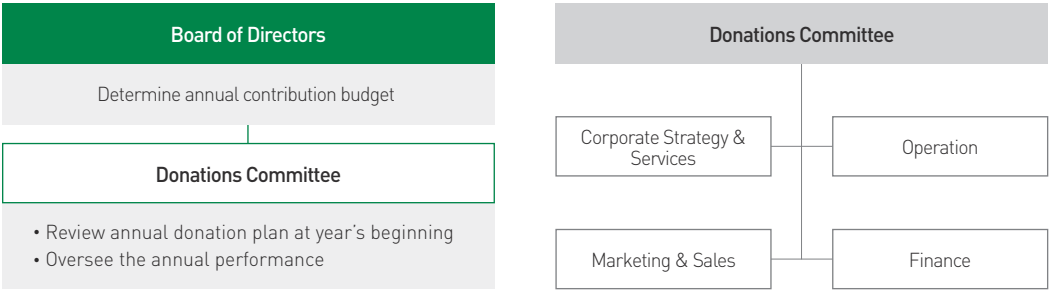 Board of Directors
Determine annual contribution budget
Donations Committee
• Review annual donation plan at year's beginning
• Oversee the annual performance
Donations Committee
Corporate Strategy &
Services
Operation
Marketing & Sales
Finance